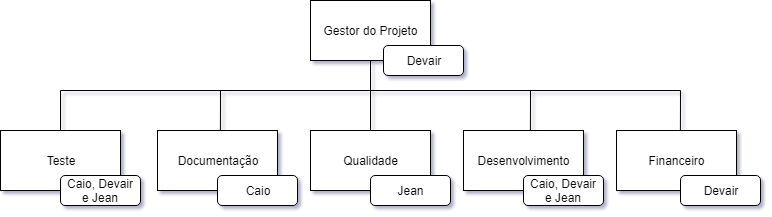 Gestor do Projeto
Devair
Teste
Caio, Devair
e Jean
Documentação
Caio
Qualidade
Jean
Desenvolvimento
Caio, Devair
e Jean
Financeiro
Devair